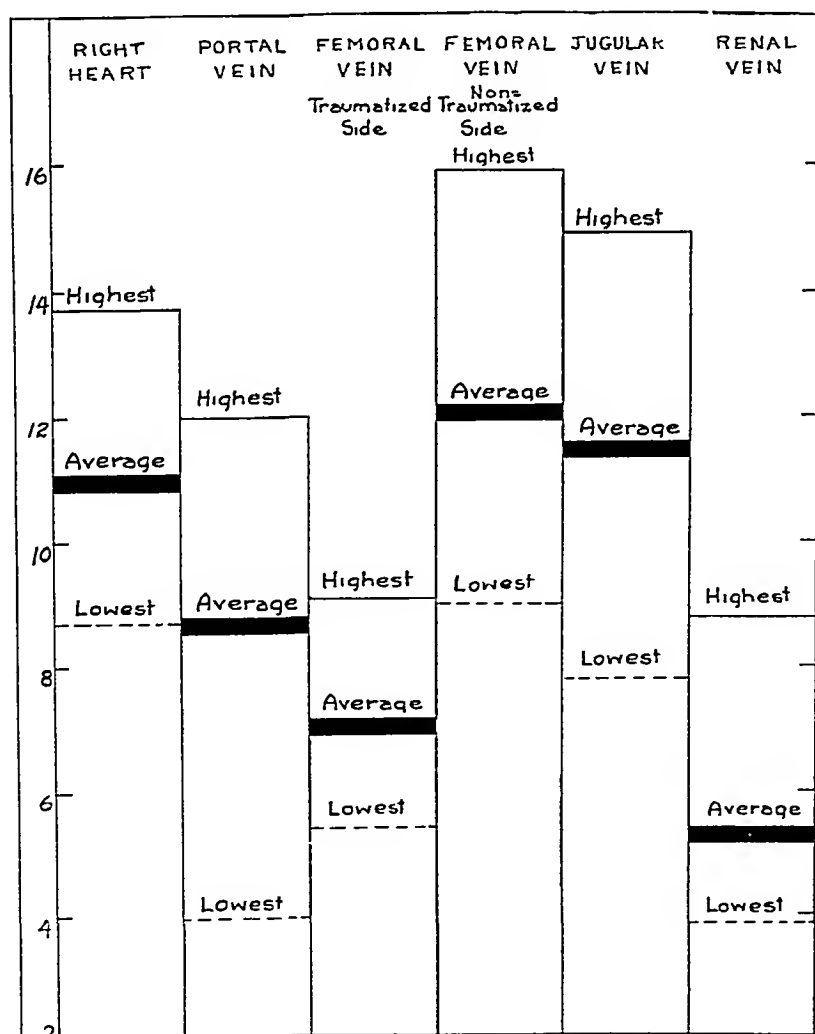 RIGHT HEART
PORTAL VEIN
FEMORAL VEIN
Traumatized Side
FEMORAL VEIN
Non-Traumatized Side
JUGULAR VEIN
RENAL VEIN
16
14
12
10
8
6
4
2
Highest
Average
Lowest
Highest
Average
Lowest
Highest
Average
Lowest
Highest
Average
Lowest
Highest
Average
Lowest
Highest
Average
Lowest